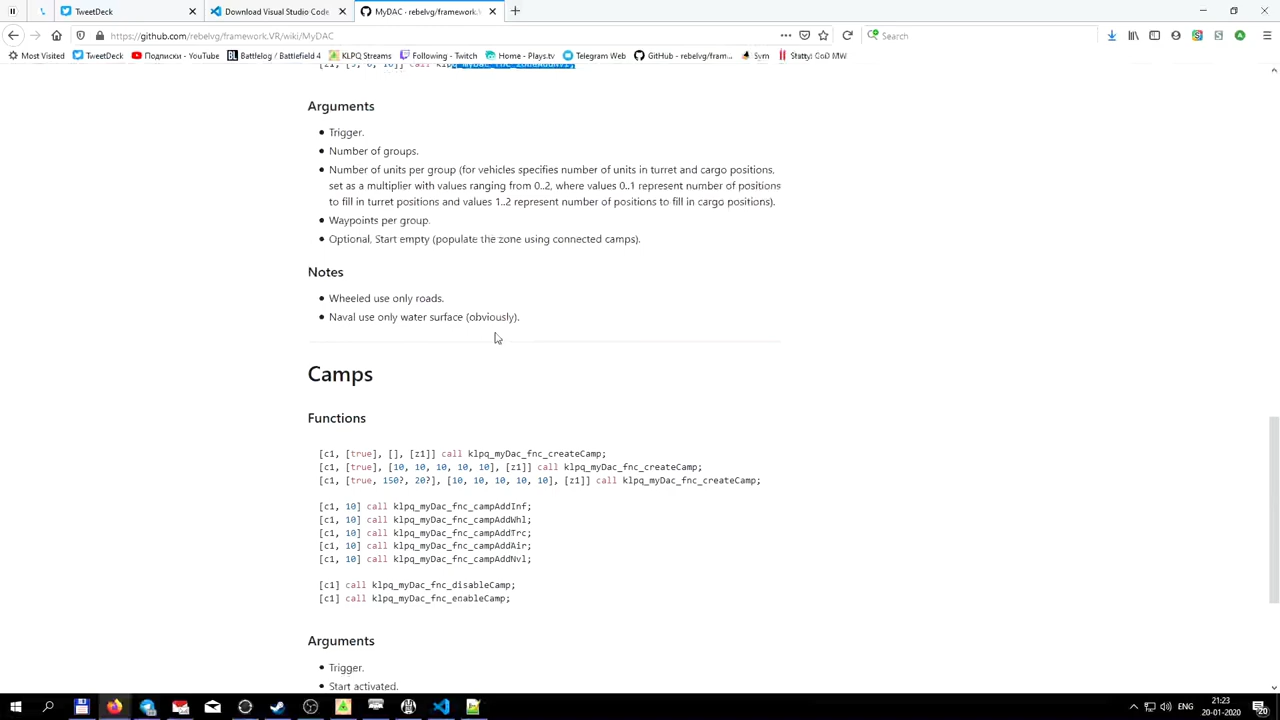 TweetDeck
Download Visual Studio Code
MyDAC - rebelvg/framework.V
https://github.com/rebelvg/framework.VR/wiki/MyDAC
Search
Most Visited
TweetDeck
Подписки - YouTube
Battlelog / Battlefield 4
KLPQ Streams
Following - Twitch
Home - Plays.tv
Telegram Web
GitHub - rebelvg/fram...
Sym
Statty: CoD MW
Arguments
Trigger.
Number of groups.
Number of units per group (for vehicles specifies number of units in turret and cargo positions,
set as a multiplier with values ranging from 0..2, where values 0..1 represent number of positions
to fill in turret positions and values 1..2 represent number of positions to fill in cargo positions).
Waypoints per group.
Optional, Start empty (populate the zone using connected camps).
Notes
Wheeled use only roads.
Naval use only water surface (obviously).
Camps
Functions
[c1, [true], [], [z1]] call klpq_myDac_fnc_createCamp;
[c1, [true], [10, 10, 10, 10, 10], [z1]] call klpq_myDac_fnc_createCamp;
[c1, [true, 150?, 20?], [10, 10, 10, 10, 10], [z1]] call klpq_myDac_fnc_createCamp;
[c1, 10] call klpq_myDac_fnc_campAddInf;
[c1, 10] call klpq_myDac_fnc_campAddWhl;
[c1, 10] call klpq_myDac_fnc_campAddTrc;
[c1, 10] call klpq_myDac_fnc_campAddAir;
[c1, 10] call klpq_myDac_fnc_campAddNvl;
[c1] call klpq_myDac_fnc_disableCamp;
[c1] call klpq_myDac_fnc_enableCamp;
Arguments
Trigger.
Start activated.
ENG
21:23
20-01-2020
20